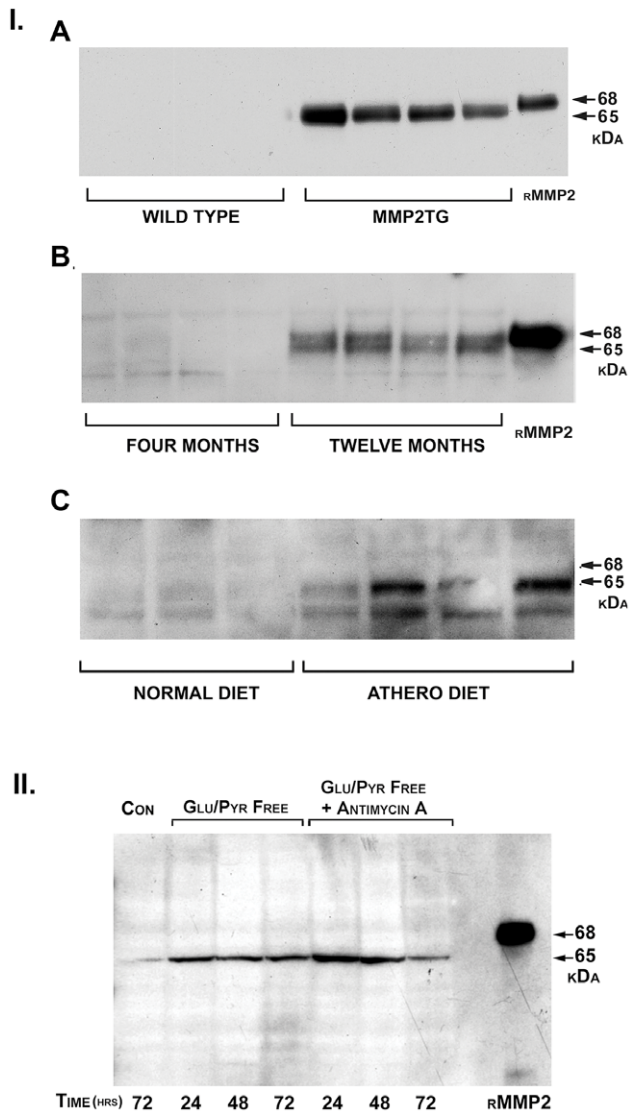 I.
A
68
65
kDa
WILD TYPE MMP2TG rMMP2
B.
68
65
kDa
FOUR MONTHS TWELVE MONTHS rMMP2
C
68
65
kDa
NORMAL DIET ATHERO DIET
II.
Con Glu/Pyr Free Glu/Pyr Free
+ Antimycin A
68
65
kDa
Time (hrs) 72 24 48 72 24 48 72 rMMP2